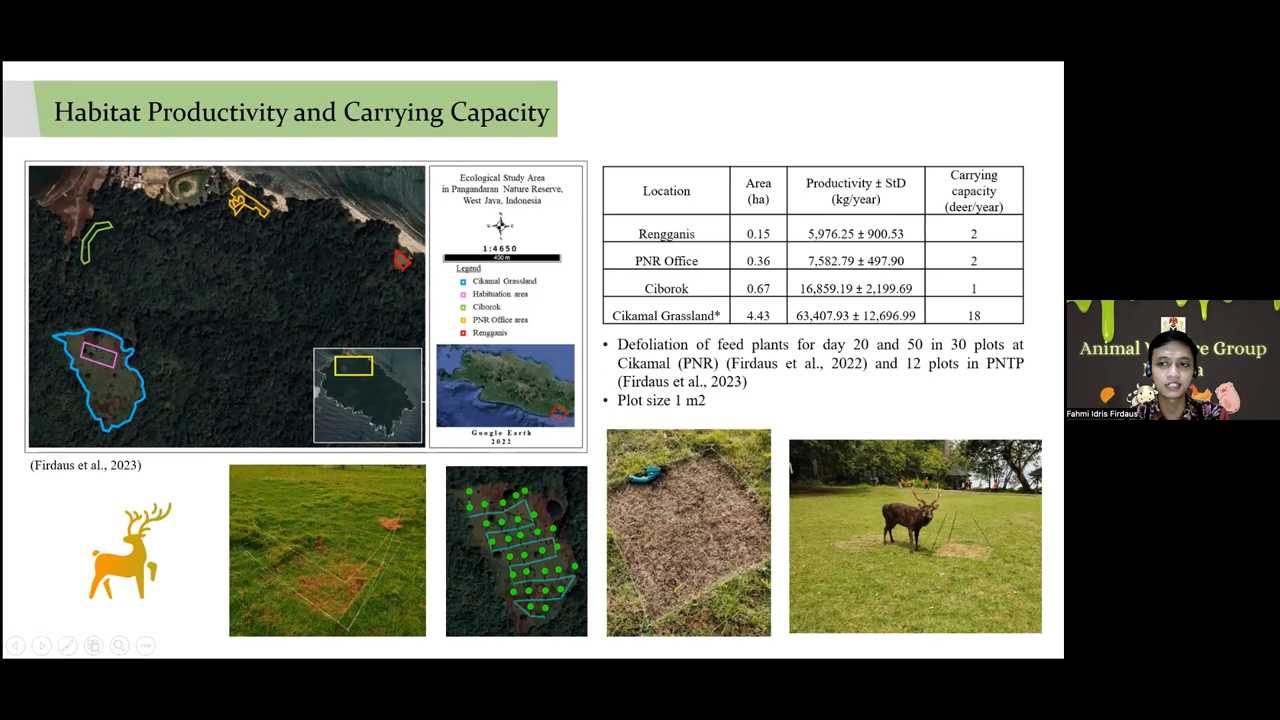 Habitat Productivity and Carrying Capacity
Ecological Study Area
in Pangandaran Nature Reserve,
West Java, Indonesia
N
W E
S
1:4650
400 m
Legend
Cikamal Grassland
Habituation area
Ciborok
PNR Office area
Rengganis
Google Earth
2022
(Firdaus et al., 2023)
Location Area (ha) Productivity ± StD (kg/year) Carrying capacity (deer/year)
Rengganis 0.15 5,976.25 ± 900.53 2
PNR Office 0.36 7,582.79 ± 497.90 2
Ciborok 0.67 16,859.19 ± 2,199.69 1
Cikamal Grassland* 4.43 63,407.93 ± 12,696.99 18
• Defoliation of feed plants for day 20 and 50 in 30 plots at
Cikamal (PNR) (Firdaus et al., 2022) and 12 plots in PNTP
(Firdaus et al., 2023)
• Plot size 1 m2
Animal Group
Fahmi Idris Firdaus